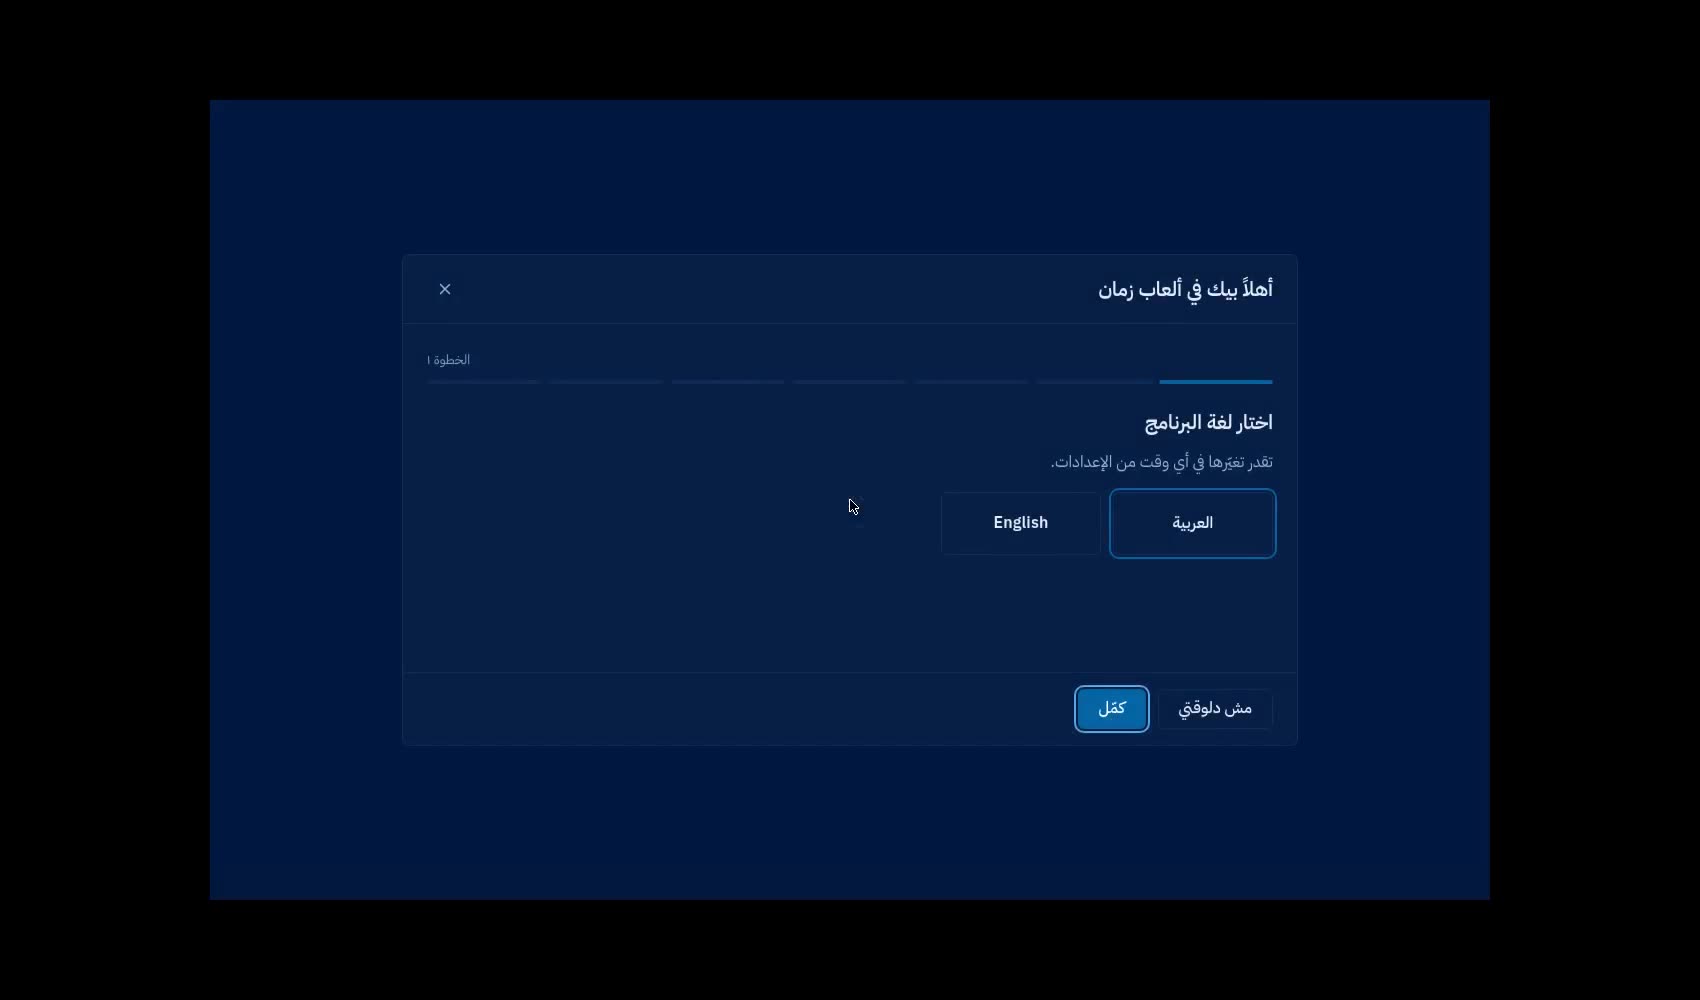 أهلاً بيك في ألعاب زمان
الخطوة ١
اختار لغة البرنامج
تقدر تغيّرها في أي وقت من الإعدادات.
العربية
English
مش دلوقتي
كمّل